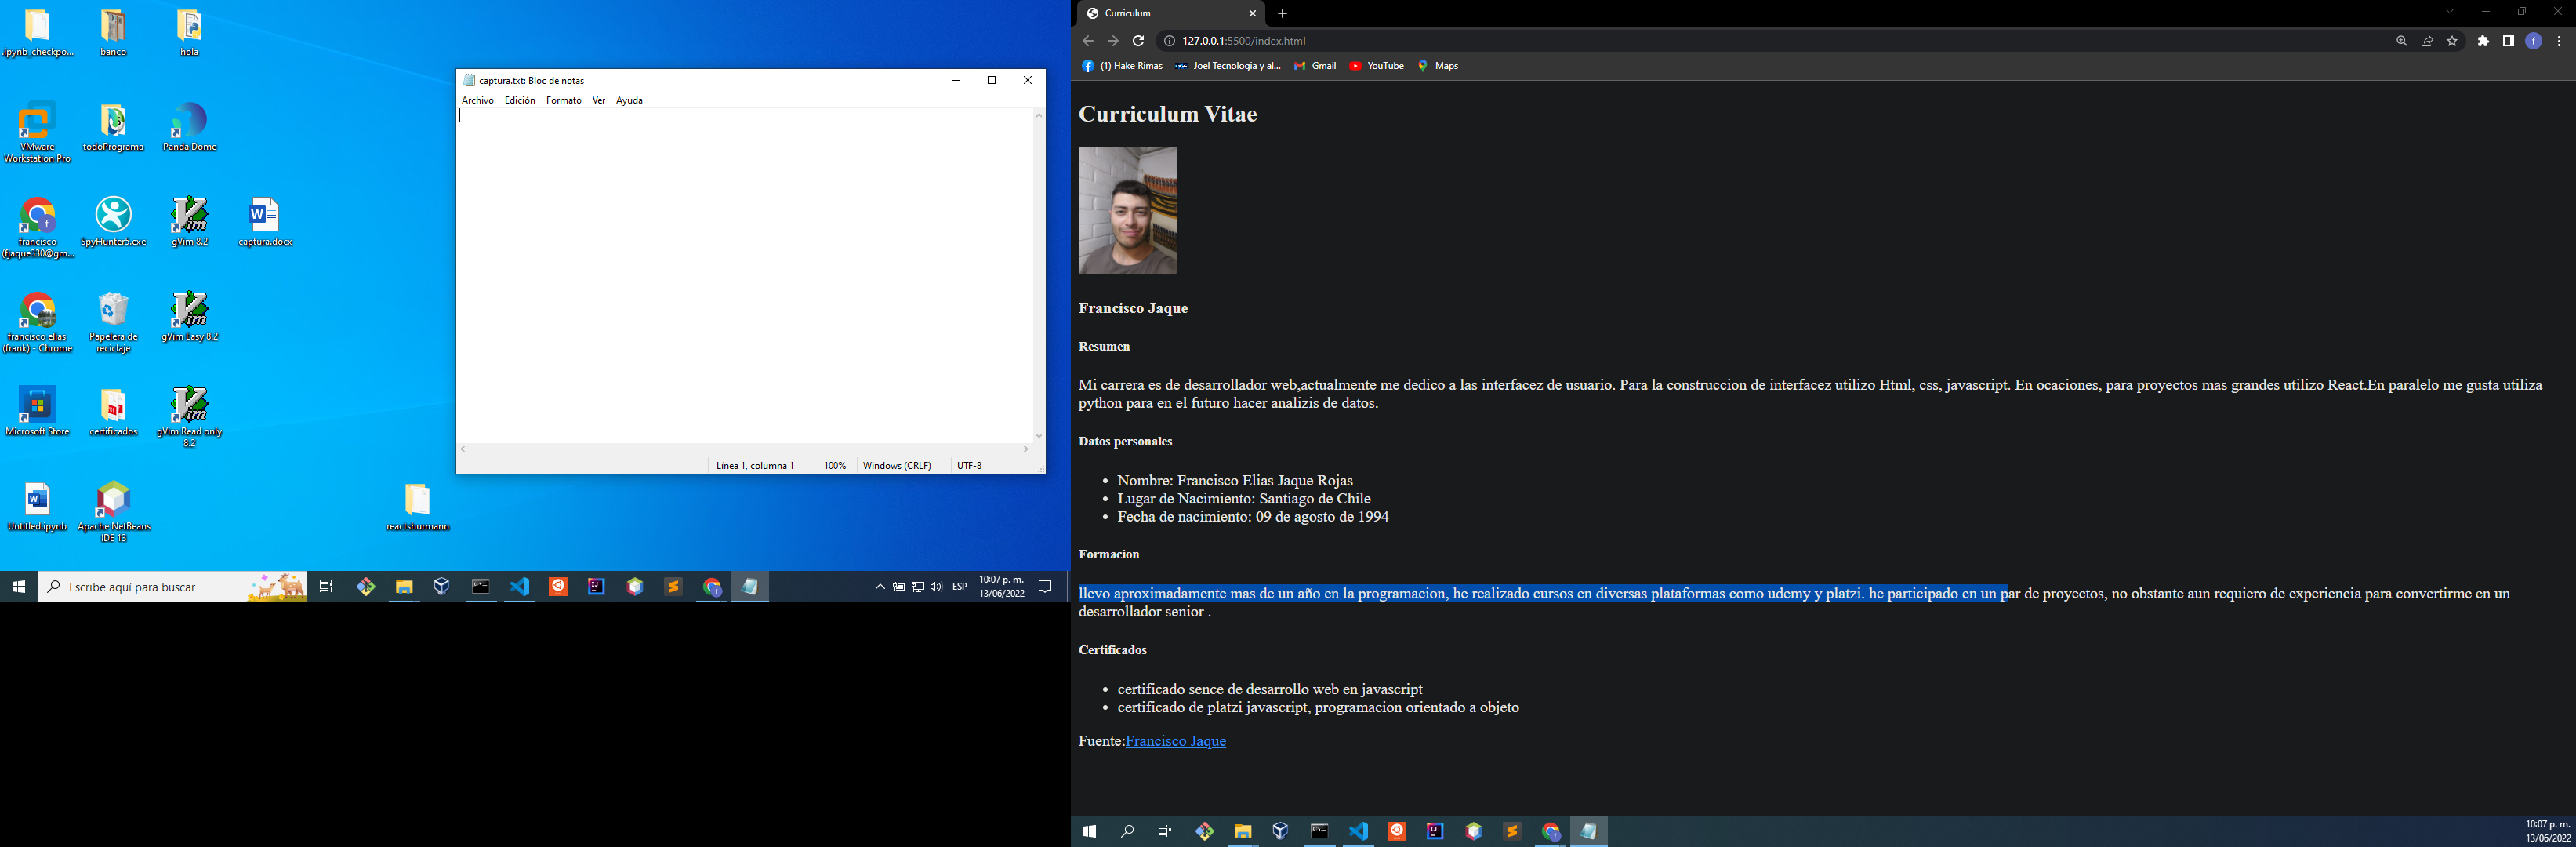 .ipynb_checkpo...
banco
hola
VMware
Workstation Pro
todoPrograma
Panda Dome
francisco
(fjaque330@gm...
SpyHunter5.exe
gVim 8.2
captura.docx
francisco elias
(frank) - Chrome
Papelera de
reciclaje
gVim Easy 8.2
Microsoft Store
certificados
gVim Read only
8.2
Untitled.ipynb
Apache NetBeans
IDE 13
reactshurmann
captura.txt: Bloc de notas
Archivo Edición Formato Ver Ayuda
Línea 1, columna 1 100% Windows (CRLF) UTF-8
Escribe aquí para buscar
ESP
10:07 p. m.
13/06/2022
Curriculum
127.0.0.1:5500/index.html
(1) Hake Rimas Joel Tecnologia y al... Gmail YouTube Maps
Curriculum Vitae
Francisco Jaque
Resumen
Mi carrera es de desarrollador web,actualmente me dedico a las interfacez de usuario. Para la construccion de interfacez utilizo Html, css, javascript. En ocaciones, para proyectos mas grandes utilizo React.En paralelo me gusta utiliza
python para en el futuro hacer analizis de datos.
Datos personales
Nombre: Francisco Elias Jaque Rojas
Lugar de Nacimiento: Santiago de Chile
Fecha de nacimiento: 09 de agosto de 1994
Formacion
llevo aproximadamente mas de un año en la programacion, he realizado cursos en diversas plataformas como udemy y platzi. he participado en un par de proyectos, no obstante aun requiero de experiencia para convertirme en un
desarrollador senior .
Certificados
certificado sence de desarrollo web en javascript
certificado de platzi javascript, programacion orientado a objeto
Fuente:Francisco Jaque
10:07 p. m.
13/06/2022